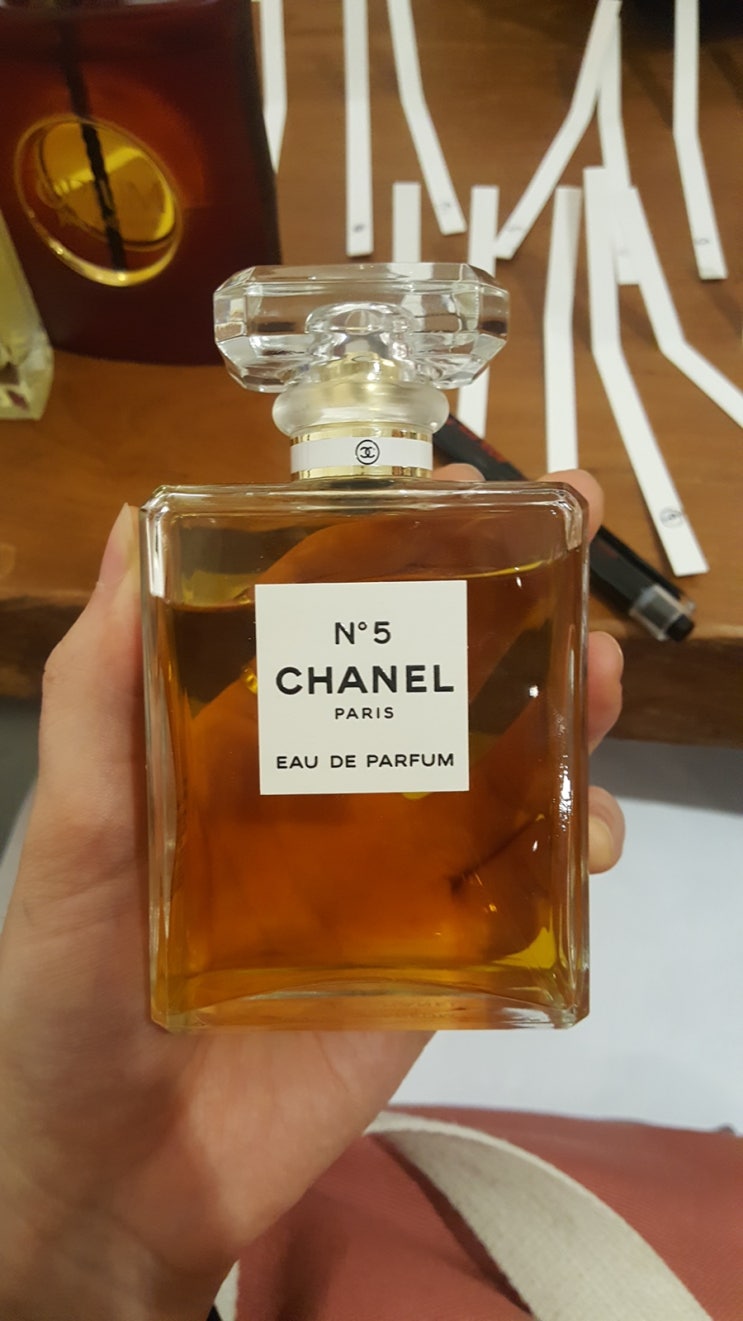 N°5
CHANEL
PARIS
EAU DE PARFUM